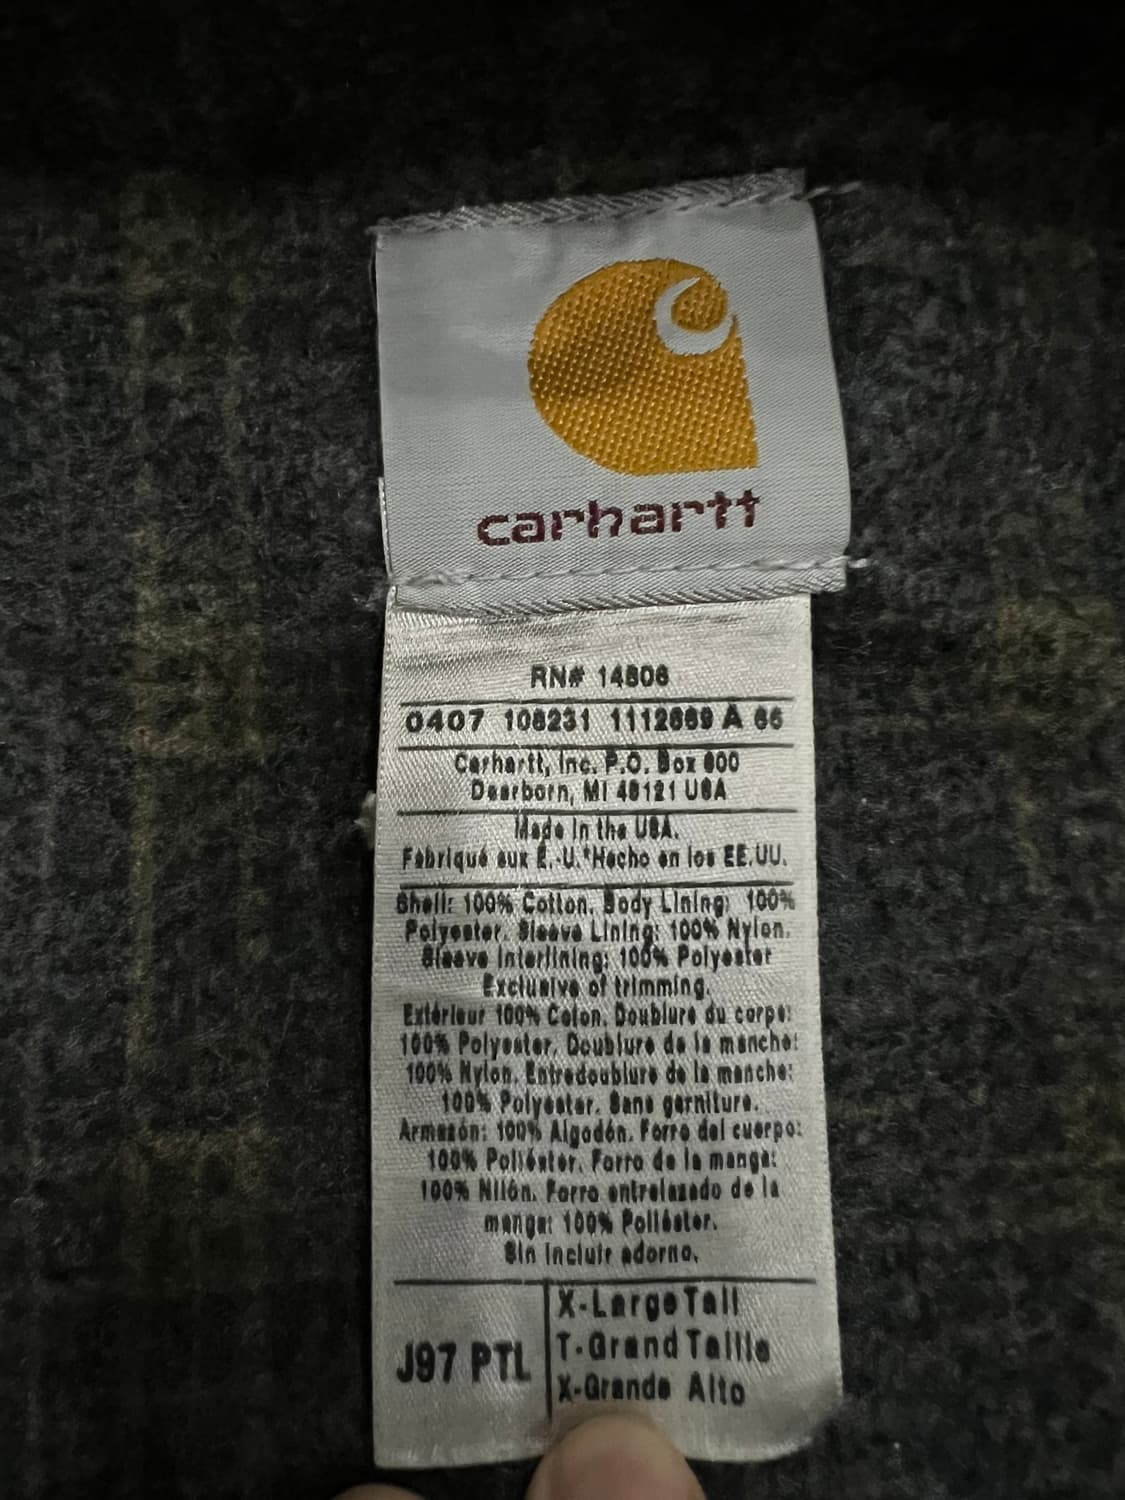 carhartt
RN# 14806
0407 108231 1112669 A 66
Carhartt, Inc. P.O. Box 600
Dearborn, MI 48121 USA
Made in the USA.
Fabriqué aux É.-U.*Hecho en los EE.UU.
Shell: 100% Cotton. Body Lining: 100%
Polyester. Sleeve Lining: 100% Nylon.
Sleeve Interlining: 100% Polyester
Exclusive of trimming.
Extérieur 100% Coton. Doublure du corps:
100% Polyester. Doublure de la manche:
100% Nylon. Entredoublure de la manche:
100% Polyester. Sans garniture.
Armazón: 100% Algodón. Forro del cuerpo:
100% Poliéster. Forro de la manga:
100% Nilón. Forro entrelazado de la
manga: 100% Poliéster.
Sin incluir adorno.
J97 PTL
X-Large Tall
T-Grand Taille
X-Grande Alto